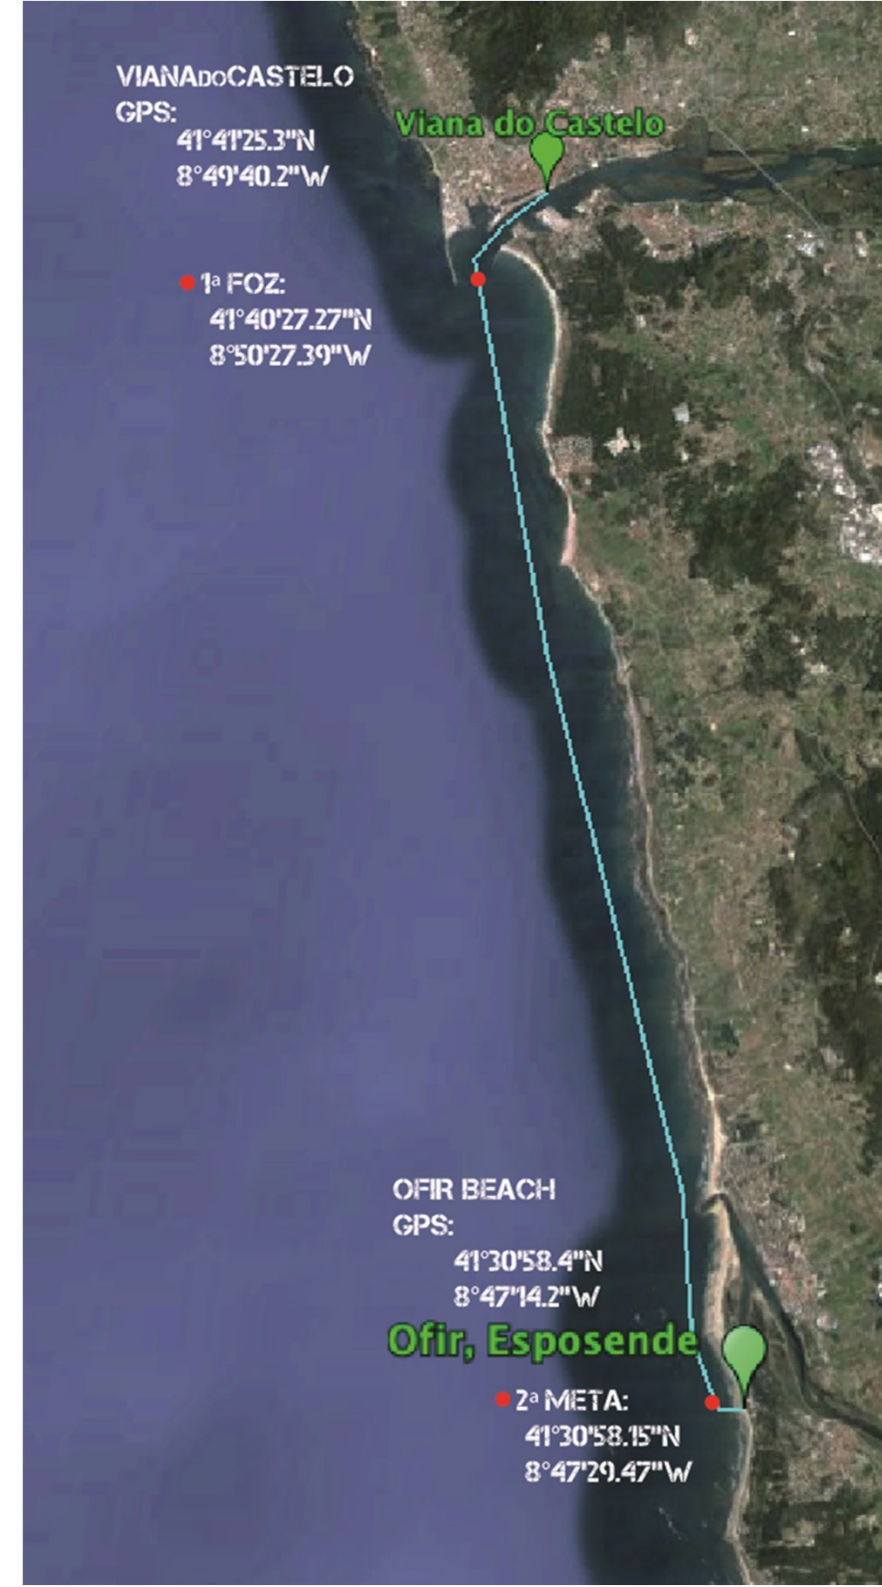 VIANADOCASTELO
GPS:
41°41'25.3"N
8°49'40.2"W
Viana do Castelo
1ª FOZ:
41°40'27.27"N
8°50'27.39"W
OFIR BEACH
GPS:
41°30'58.4"N
8°47'14.2"W
Ofir, Esposende
2ª META:
41°30'58.15"N
8°47'29.47"W